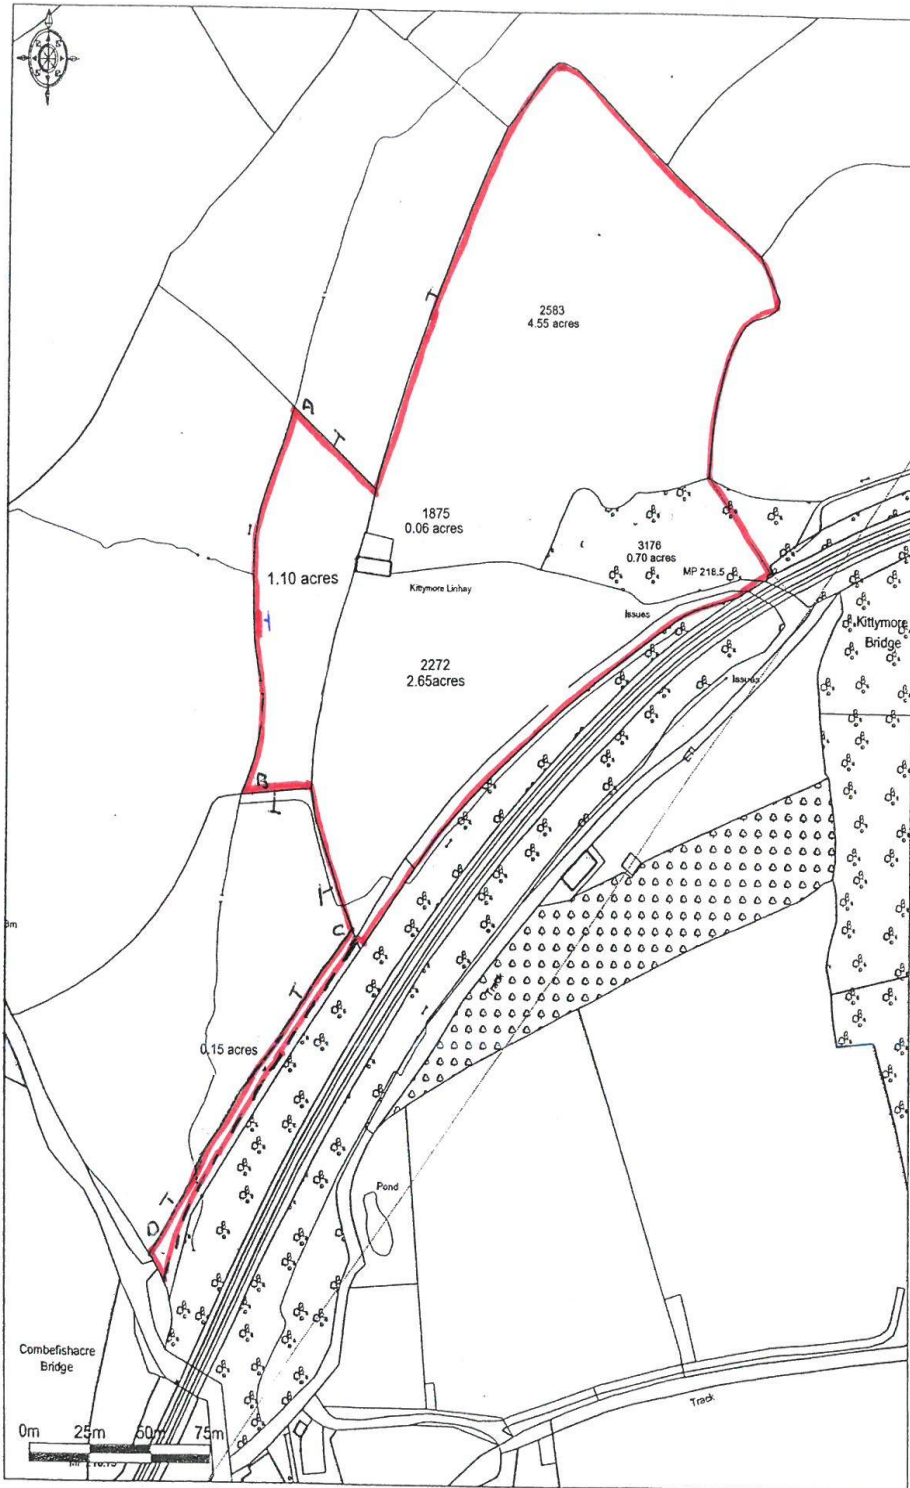 2583
4.55 acres
A
T
T
1875
0.06 acres
3176
0.70 acres
MP 218.5
1.10 acres
Kittymore Linhay
Issues
Kittymore
Bridge
T
2272
2.65acres
Issues
B
T
T
C
Track
T
0.15 acres
T
D
Pond
Combefishacre
Bridge
Track
0m 25m 50m 75m